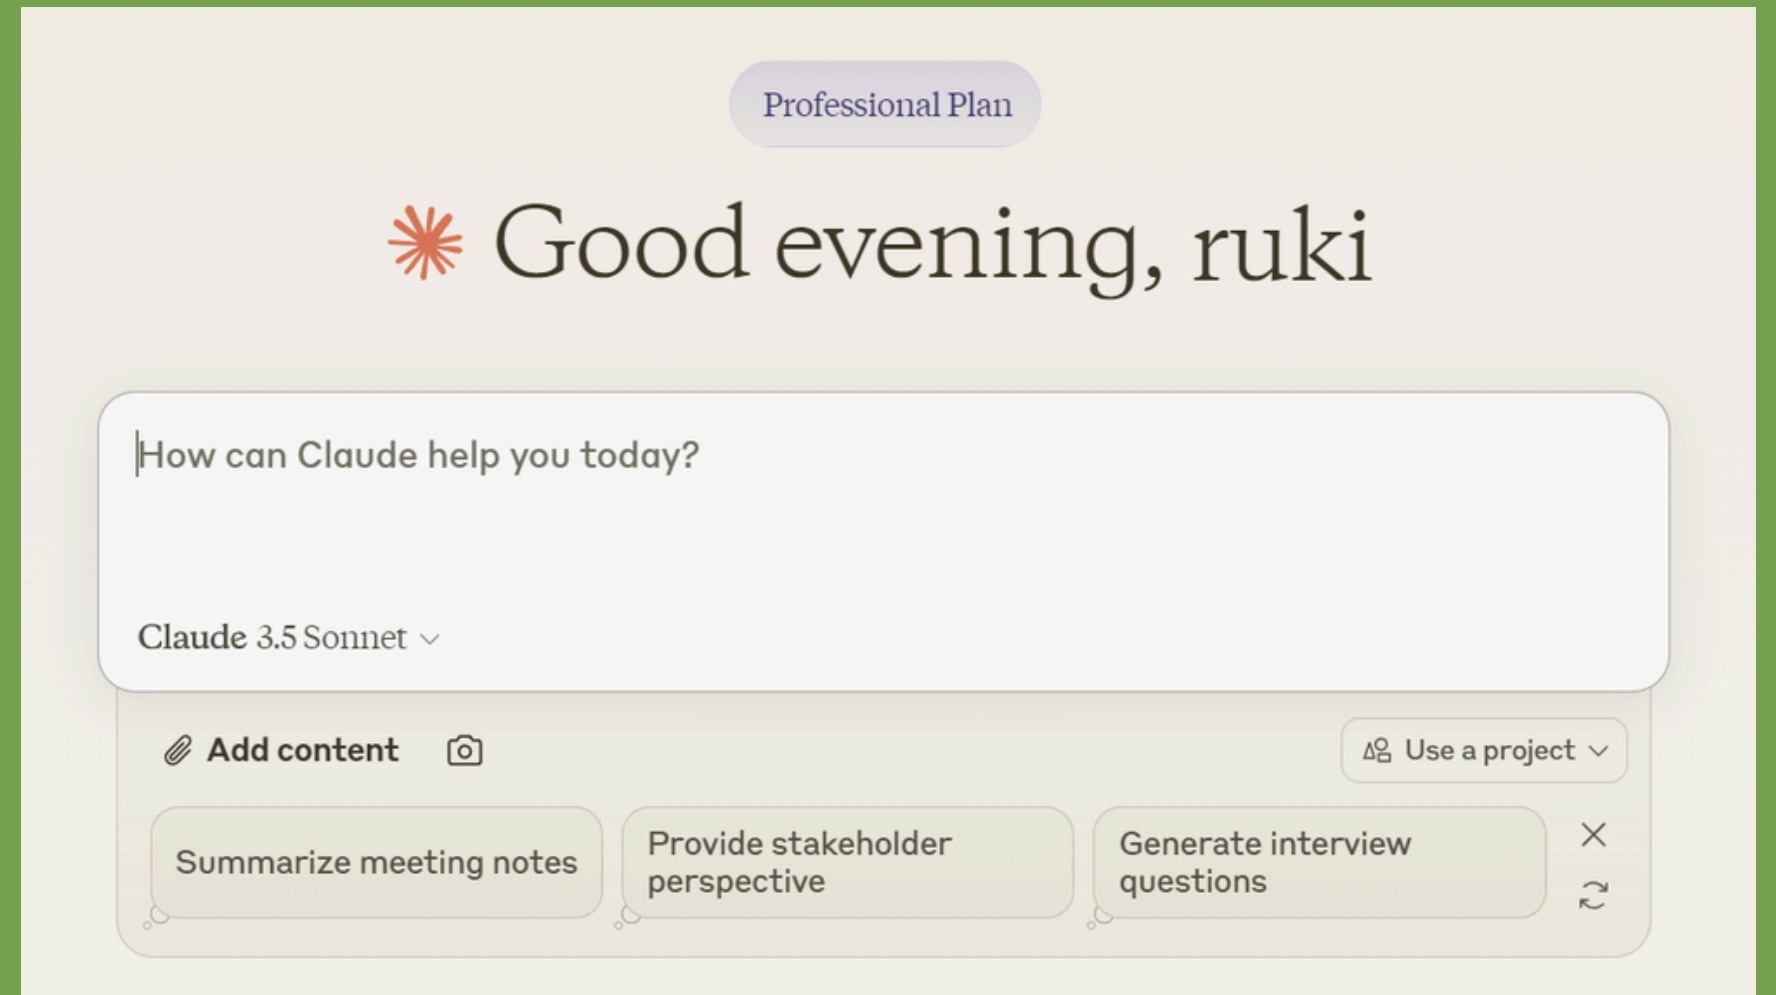 Professional Plan
Good evening, ruki
How can Claude help you today?
Claude 3.5 Sonnet
Add content
Use a project
Summarize meeting notes
Provide stakeholder
perspective
Generate interview
questions